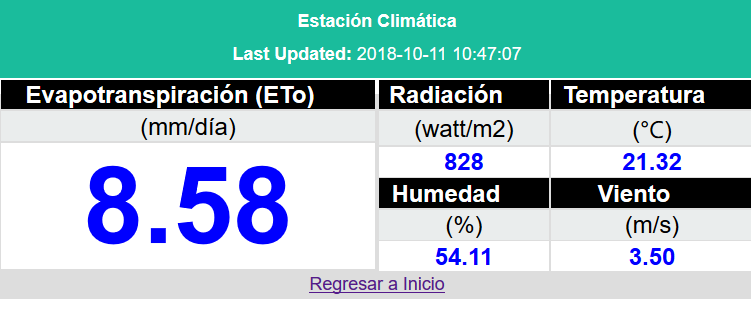 Estación Climática
Last Updated: 2018-10-11 10:47:07
Evapotranspiración (ETo)
(mm/día)
8.58
Radiación
(watt/m2)
828
Temperatura
(°C)
21.32
Humedad
(%)
54.11
Viento
(m/s)
3.50
Regresar a Inicio